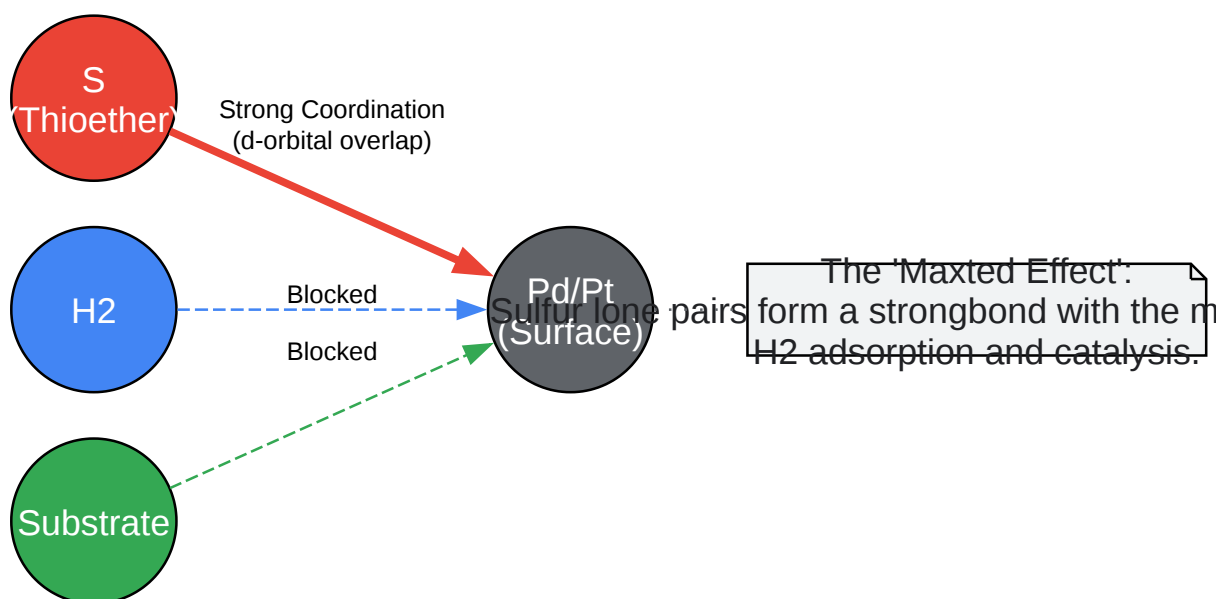 S
(Thioether)
Strong Coordination
(d-orbital overlap)
H2
Blocked
Blocked
Substrate
Pd/Pt
(Surface)
The 'Maxted Effect':
Sulfur lone pairs form a strongbond with the m
H2 adsorption and catalysis.